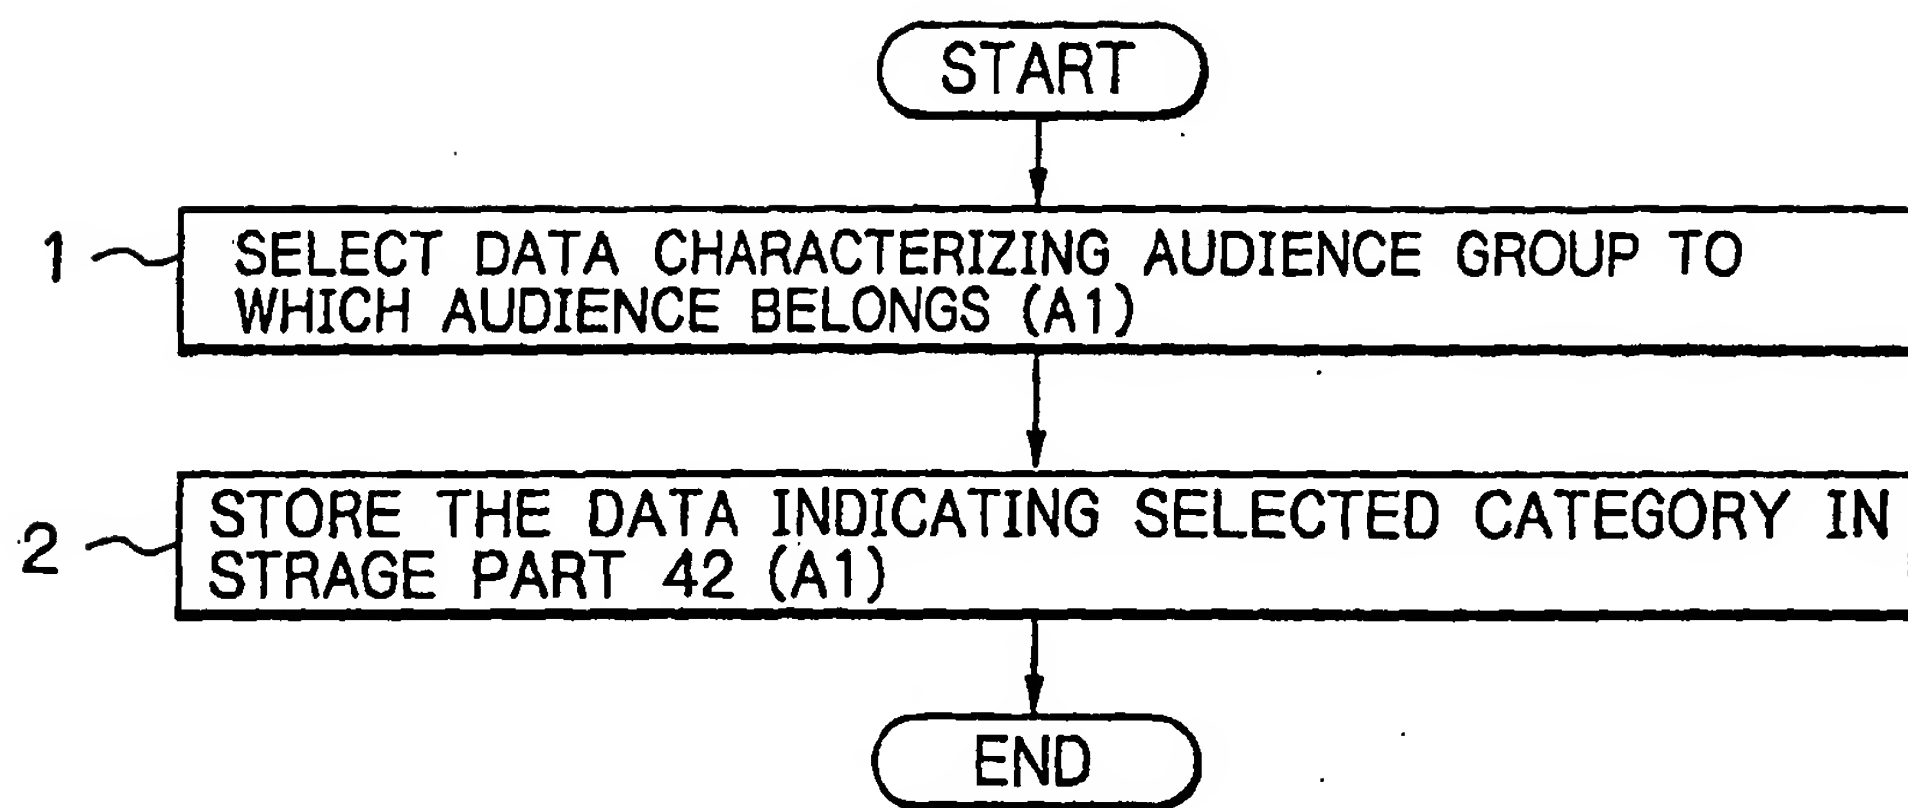 START
1
SELECT DATA CHARACTERIZING AUDIENCE GROUP TO
WHICH AUDIENCE BELONGS (A1)
2
STORE THE DATA INDICATING SELECTED CATEGORY IN
STRAGE PART 42 (A1)
END